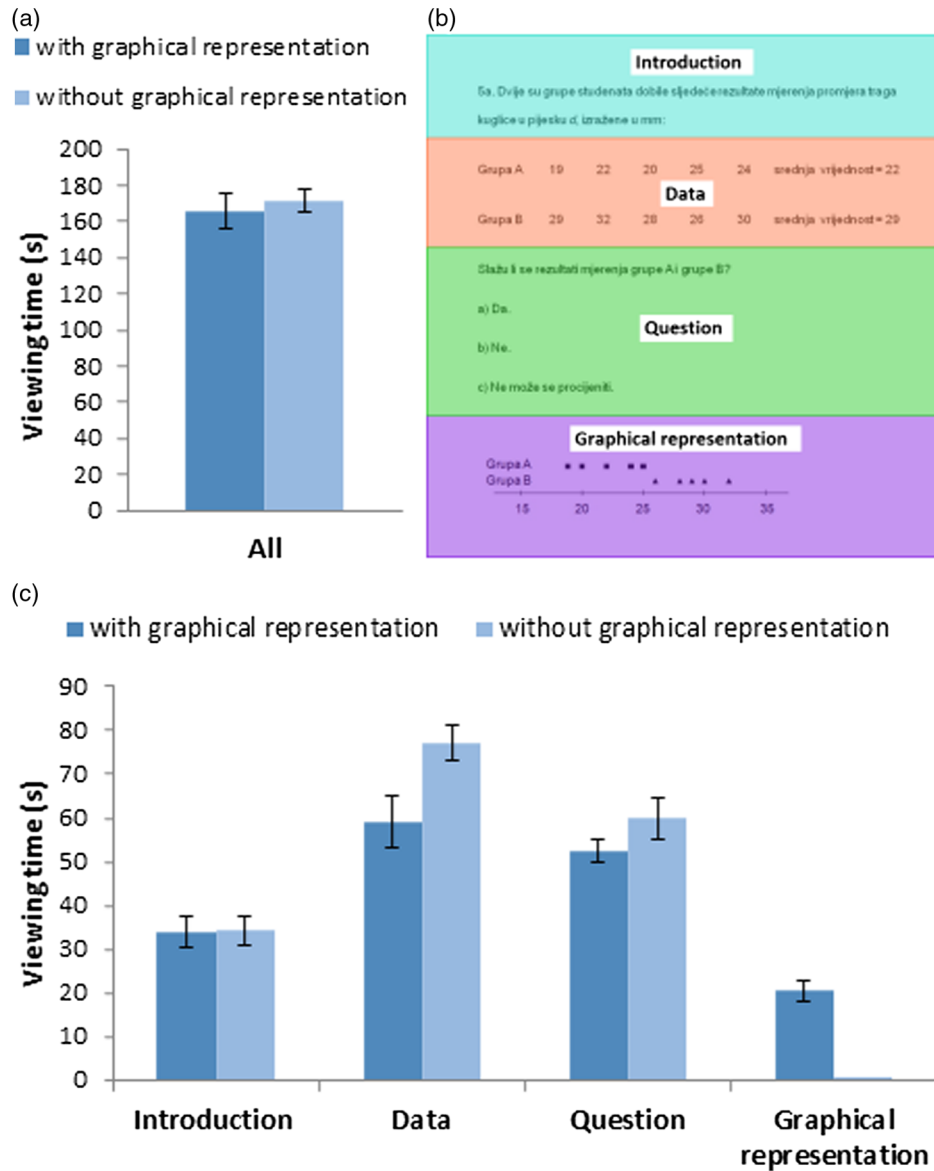 (a)
with graphical representation
without graphical representation
Viewing time (s)
200
180
160
140
120
100
80
60
40
20
0
All
(b)
Introduction
5a. Dvije su grupe studenata dobile sljedeće rezultate mjerenja promjera traga
kuglice u pijesku d, izražene u mm:
Grupa A 19 22 20 25 24 srednja vrijednost = 22
Data
Grupa B 29 32 28 26 30 srednja vrijednost = 29
Slažu li se rezultati mjerenja grupe A i grupe B?
a) Da.
Question
b) Ne.
c) Ne može se procijeniti.
Graphical representation
Grupa A
Grupa B
15 20 25 30 35
(c)
with graphical representation without graphical representation
Viewing time (s)
90
80
70
60
50
40
30
20
10
0
Introduction Data Question Graphical
representation